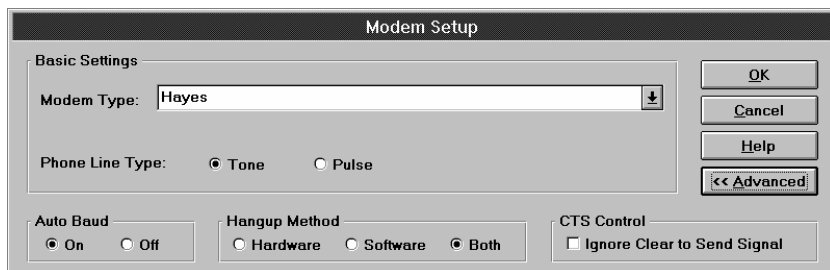 Modem Setup
Basic Settings
Modem Type: Hayes
Phone Line Type: Tone Pulse
OK
Cancel
Help
<< Advanced
Auto Baud
On Off
Hangup Method
Hardware Software Both
CTS Control
Ignore Clear to Send Signal